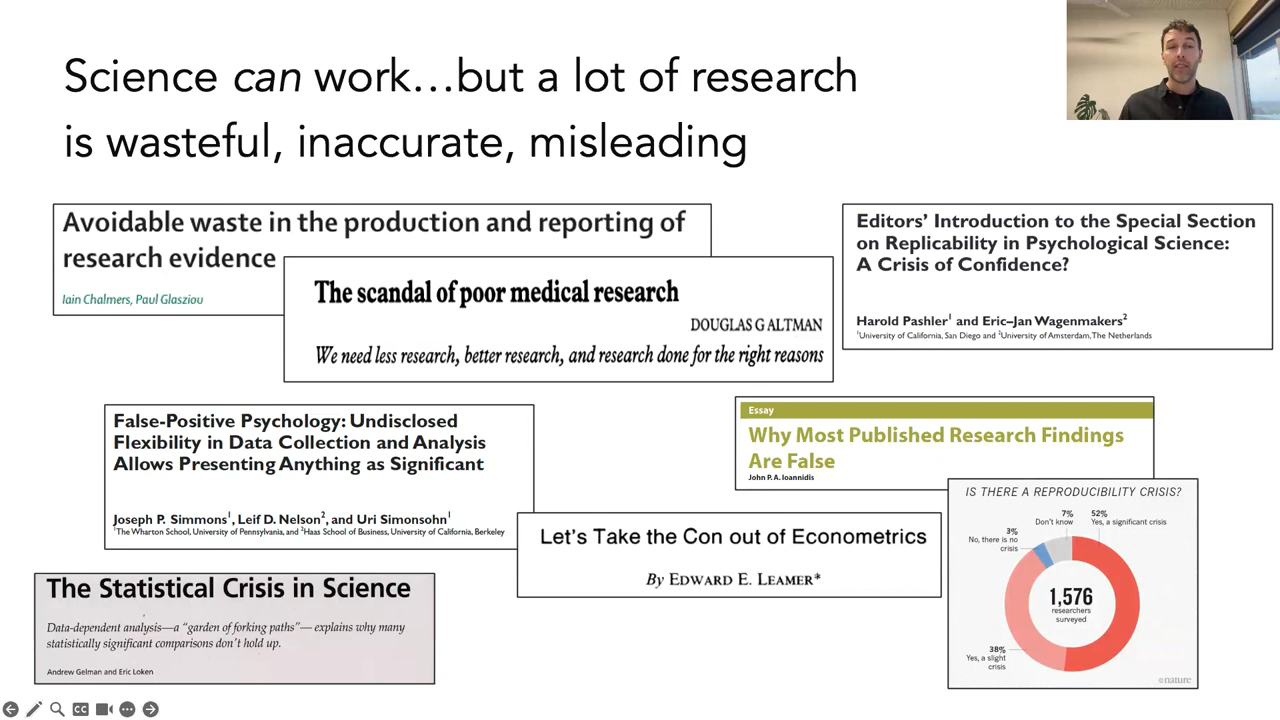 Science can work...but a lot of research
is wasteful, inaccurate, misleading
Avoidable waste in the production and reporting of
research evidence
Iain Chalmers, Paul Glasziou
The scandal of poor medical research
DOUGLAS G ALTMAN
We need less research, better research, and research done for the right reasons
Editors' Introduction to the Special Section
on Replicability in Psychological Science:
A Crisis of Confidence?
Harold Pashler¹ and Eric–Jan Wagenmakers²
¹University of California, San Diego and ²University of Amsterdam, The Netherlands
False-Positive Psychology: Undisclosed
Flexibility in Data Collection and Analysis
Allows Presenting Anything as Significant
Joseph P. Simmons¹, Leif D. Nelson², and Uri Simonsohn¹
¹The Wharton School, University of Pennsylvania, and ²Haas School of Business, University of California, Berkeley
Essay
Why Most Published Research Findings
Are False
John P. A. Ioannidis
Let's Take the Con out of Econometrics
By EDWARD E. LEAMER*
IS THERE A REPRODUCIBILITY CRISIS?
7%
Don't know
52%
Yes, a significant crisis
3%
No, there is no
crisis
1,576
researchers
surveyed
38%
Yes, a slight
crisis
©nature
The Statistical Crisis in Science
Data-dependent analysis—a "garden of forking paths"— explains why many
statistically significant comparisons don't hold up.
Andrew Gelman and Eric Loken
CC